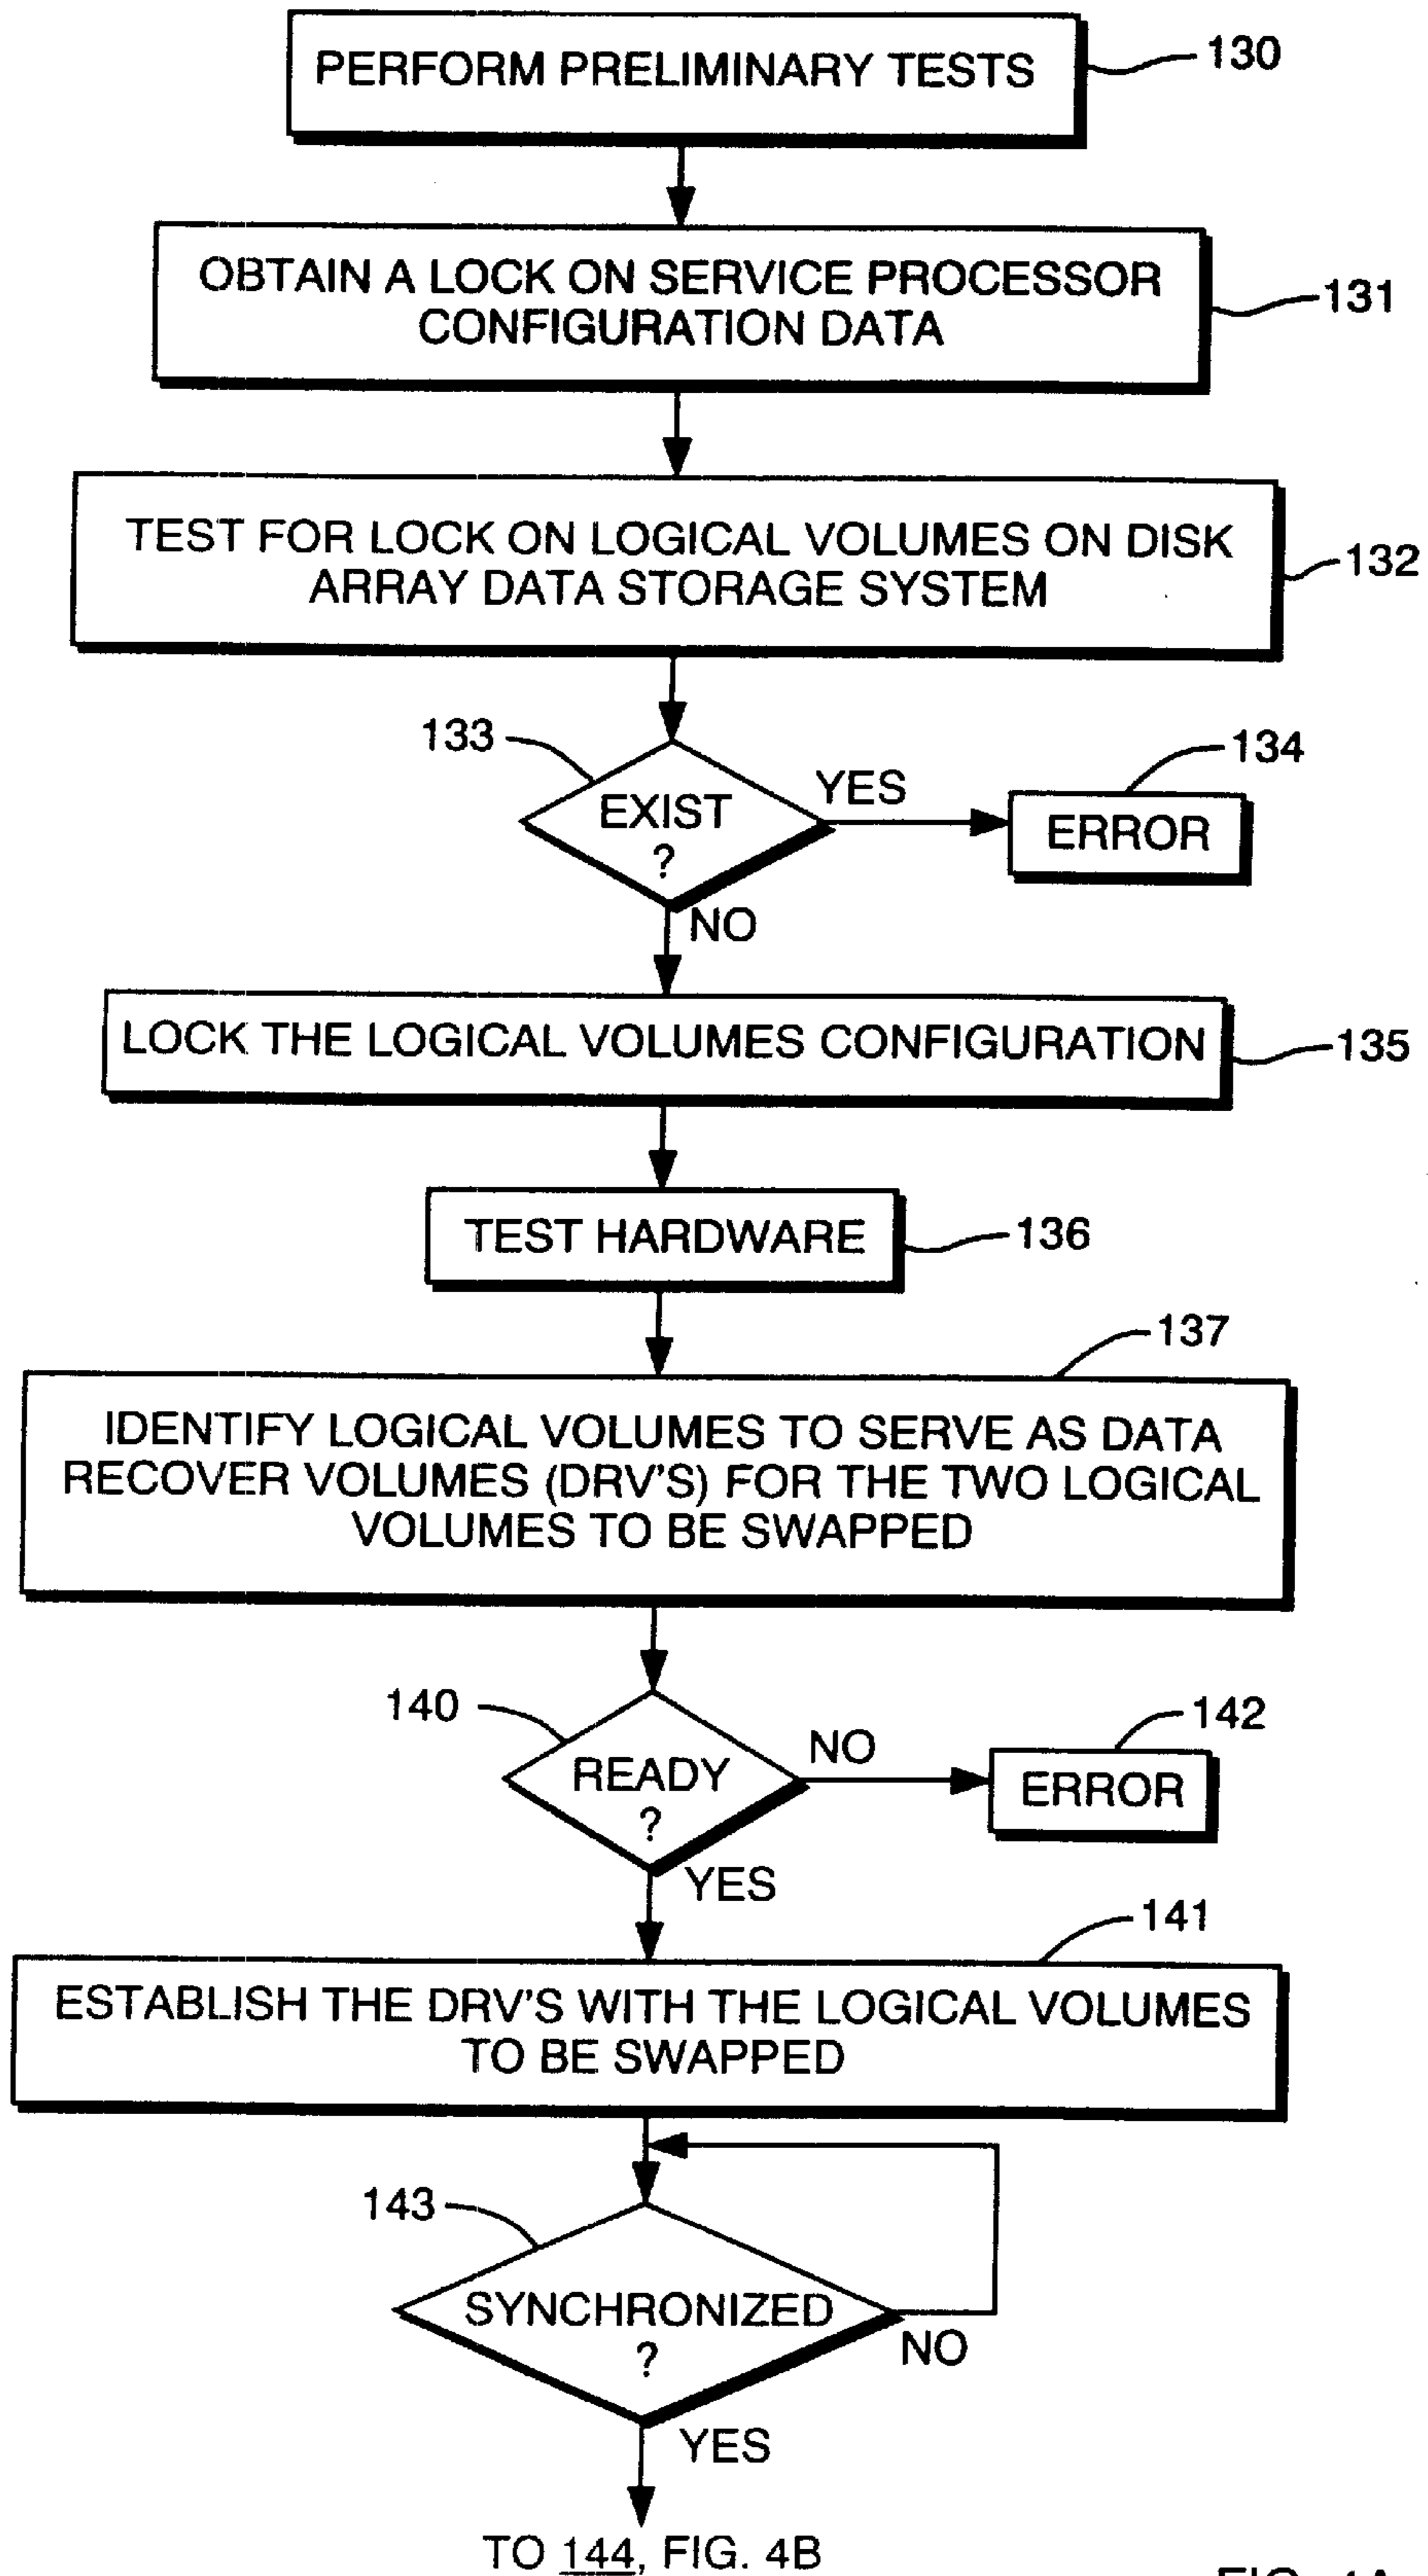 PERFORM PRELIMINARY TESTS
130
OBTAIN A LOCK ON SERVICE PROCESSOR
CONFIGURATION DATA
131
TEST FOR LOCK ON LOGICAL VOLUMES ON DISK
ARRAY DATA STORAGE SYSTEM
132
133
EXIST
?
YES
134
ERROR
NO
LOCK THE LOGICAL VOLUMES CONFIGURATION
135
TEST HARDWARE
136
137
IDENTIFY LOGICAL VOLUMES TO SERVE AS DATA
RECOVER VOLUMES (DRV'S) FOR THE TWO LOGICAL
VOLUMES TO BE SWAPPED
140
READY
?
NO
142
ERROR
YES
141
ESTABLISH THE DRV'S WITH THE LOGICAL VOLUMES
TO BE SWAPPED
143
SYNCHRONIZED
?
NO
YES
TO 144, FIG. 4B